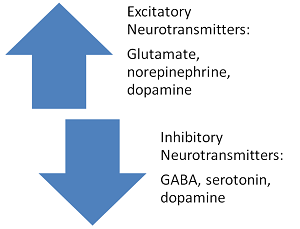 Excitatory
Neurotransmitters:
Glutamate,
norepinephrine,
dopamine
Inhibitory
Neurotransmitters:
GABA, serotonin,
dopamine